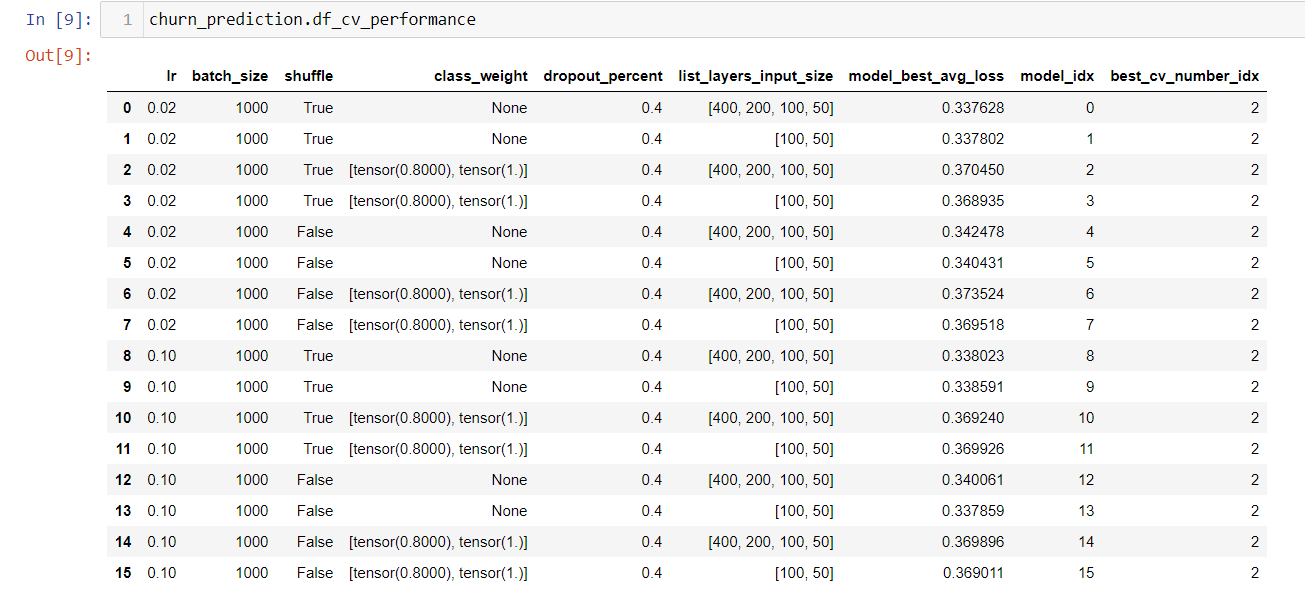 In [9]: 1 churn_prediction.df_cv_performance
Out[9]:
lr batch_size shuffle class_weight dropout_percent list_layers_input_size model_best_avg_loss model_idx best_cv_number_idx
0 0.02 1000 True None 0.4 [400, 200, 100, 50] 0.337628 0 2
1 0.02 1000 True None 0.4 [100, 50] 0.337802 1 2
2 0.02 1000 True [tensor(0.8000), tensor(1.)] 0.4 [400, 200, 100, 50] 0.370450 2 2
3 0.02 1000 True [tensor(0.8000), tensor(1.)] 0.4 [100, 50] 0.368935 3 2
4 0.02 1000 False None 0.4 [400, 200, 100, 50] 0.342478 4 2
5 0.02 1000 False None 0.4 [100, 50] 0.340431 5 2
6 0.02 1000 False [tensor(0.8000), tensor(1.)] 0.4 [400, 200, 100, 50] 0.373524 6 2
7 0.02 1000 False [tensor(0.8000), tensor(1.)] 0.4 [100, 50] 0.369518 7 2
8 0.10 1000 True None 0.4 [400, 200, 100, 50] 0.338023 8 2
9 0.10 1000 True None 0.4 [100, 50] 0.338591 9 2
10 0.10 1000 True [tensor(0.8000), tensor(1.)] 0.4 [400, 200, 100, 50] 0.369240 10 2
11 0.10 1000 True [tensor(0.8000), tensor(1.)] 0.4 [100, 50] 0.369926 11 2
12 0.10 1000 False None 0.4 [400, 200, 100, 50] 0.340061 12 2
13 0.10 1000 False None 0.4 [100, 50] 0.337859 13 2
14 0.10 1000 False [tensor(0.8000), tensor(1.)] 0.4 [400, 200, 100, 50] 0.369896 14 2
15 0.10 1000 False [tensor(0.8000), tensor(1.)] 0.4 [100, 50] 0.369011 15 2